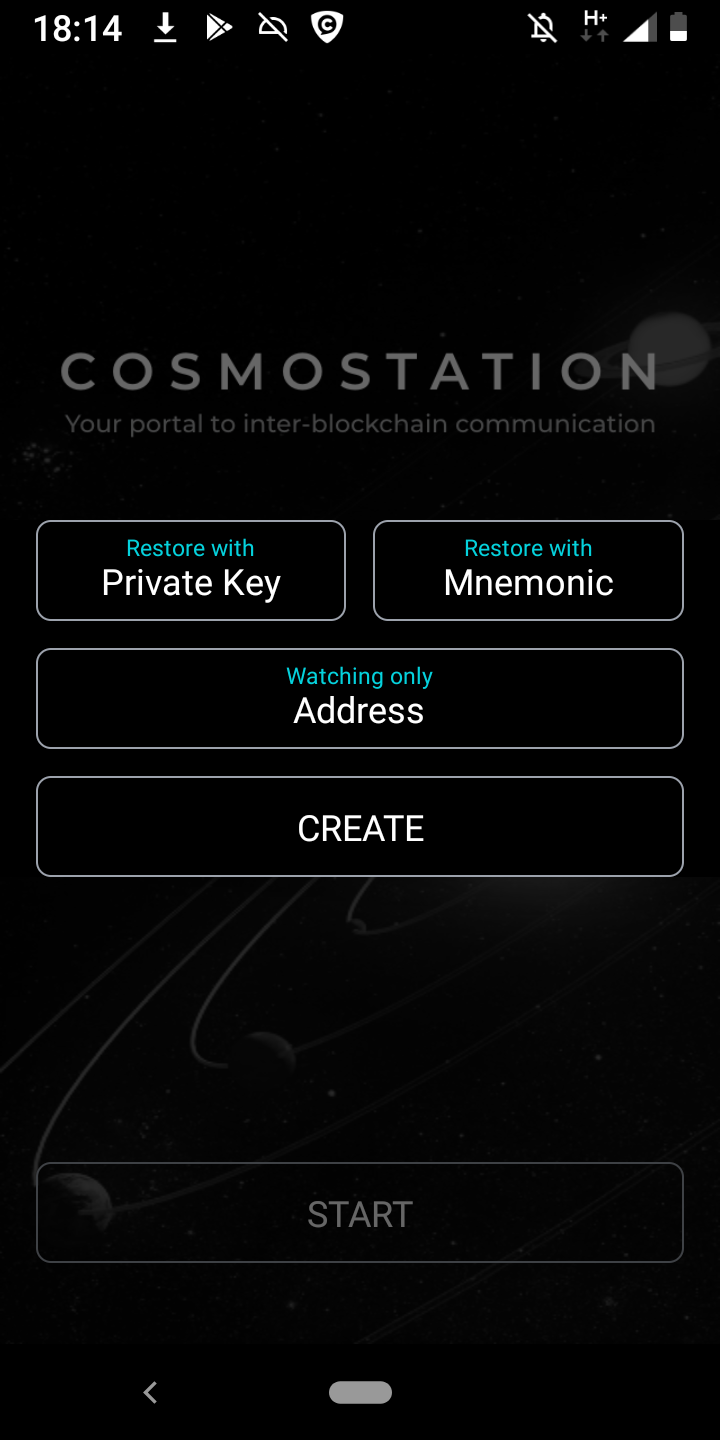 18:14
H+
COSMOSTATION
Your portal to inter-blockchain communication
Restore with
Private Key
Restore with
Mnemonic
Watching only
Address
CREATE
START